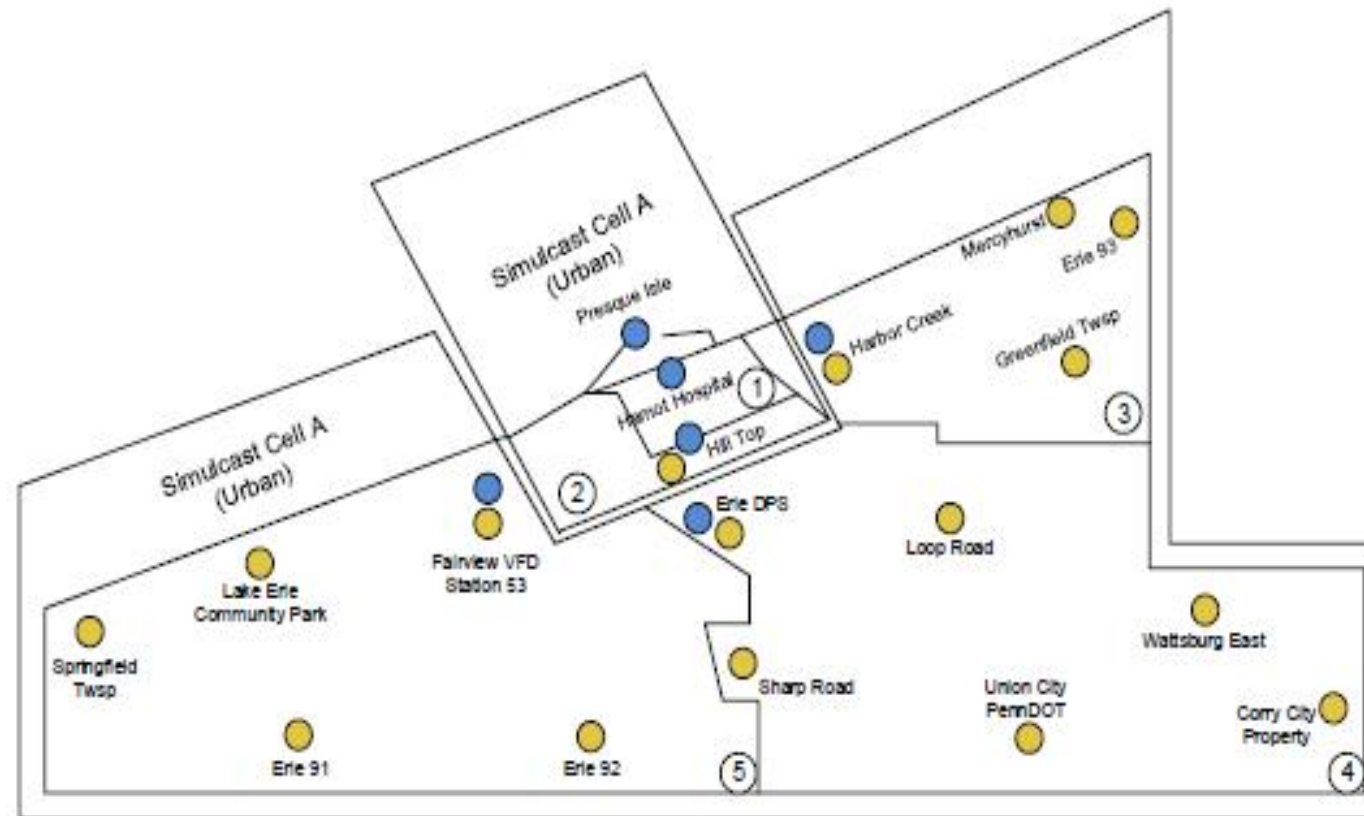 Simulcast Cell A
(Urban)
Presque Isle
Hamot Hospital
1
Hill Top
2
Mercyhurst
Erie 93
Harbor Creek
Greenfield Twsp
3
Simulcast Cell A
(Urban)
Fairview VFD
Station 53
Erie DPS
Loop Road
Lake Erie
Community Park
Springfield
Twsp
Wattsburg East
Sharp Road
Union City
PennDOT
Corry City
Property
Erie 91
Erie 92
5
4